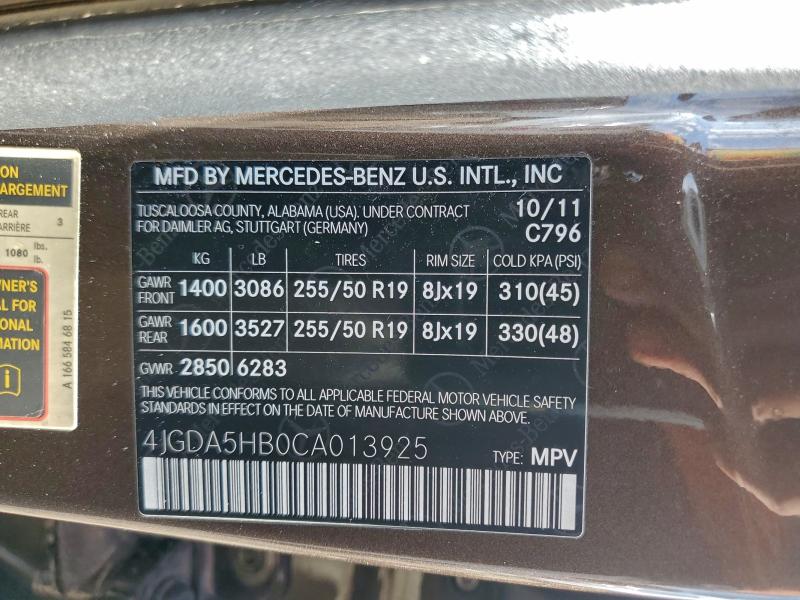 ON
ARGEMENT
REAR
ARRIÈRE 3
1080 lbs.
lb.
WNER'S
AL FOR
IONAL
MATION
A 166 584 68 15
MFD BY MERCEDES-BENZ U.S. INTL., INC
TUSCALOOSA COUNTY, ALABAMA (USA). UNDER CONTRACT 10/11
FOR DAIMLER AG, STUTTGART (GERMANY) C796
KG LB TIRES RIM SIZE COLD KPA (PSI)
GAWR FRONT 1400 3086 255/50 R19 8Jx19 310(45)
GAWR REAR 1600 3527 255/50 R19 8Jx19 330(48)
GVWR 2850 6283
THIS VEHICLE CONFORMS TO ALL APPLICABLE FEDERAL MOTOR VEHICLE SAFETY
STANDARDS IN EFFECT ON THE DATE OF MANUFACTURE SHOWN ABOVE.
4JGDA5HB0CA013925 TYPE: MPV